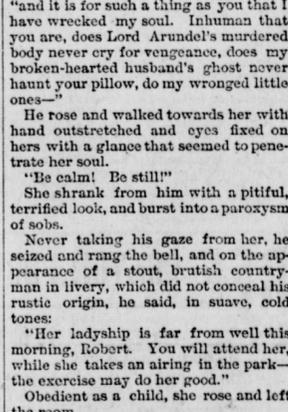 "and it is for such a thing as you that I
have wrecked my soul. Inhuman that
you are, does Lord Arundel's murdered
body never cry for vengeance, does my
broken-hearted husband's ghost never
haunt your pillow, do my wronged little
ones—"
He rose and walked towards her with
hand outstretched and eyes fixed on
hers with a glance that seemed to pene-
trate her soul.
"Be calm! Be still!"
She shrank from him with a pitiful,
terrified look, and burst into a paroxysm
of sobs.
Never taking his gaze from her, he
seized and rang the bell, and on the ap-
pearance of a stout, brutish country-
man in livery, which did not conceal his
rustic origin, he said, in suave, cold
tones:
"Her ladyship is far from well this
morning, Robert. You will attend her,
while she takes an airing in the park—
the exercise may do her good."
Obedient as a child, she rose and left
the room